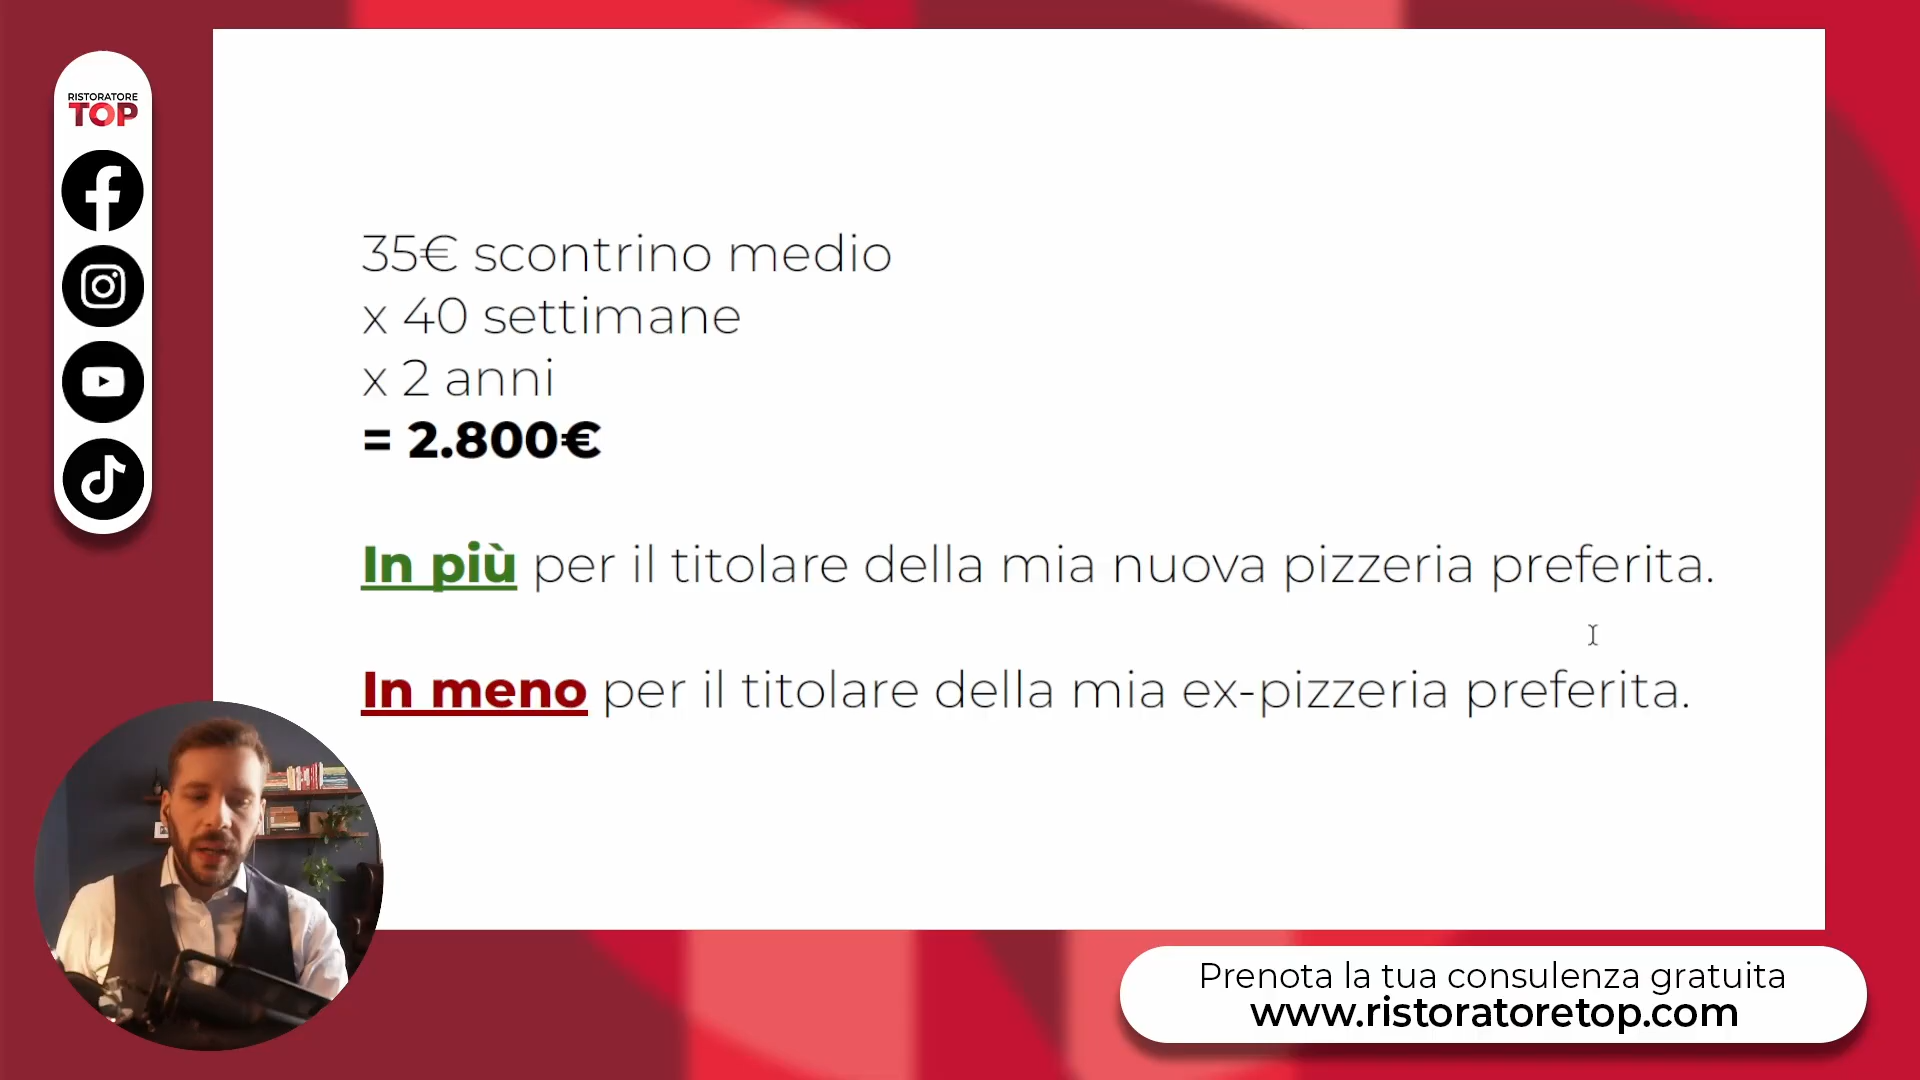 RISTORATORE
TOP
35€ scontrino medio
x 40 settimane
x 2 anni
= 2.800€
In più per il titolare della mia nuova pizzeria preferita.
In meno per il titolare della mia ex-pizzeria preferita.
Prenota la tua consulenza gratuita
www.ristoratoretop.com